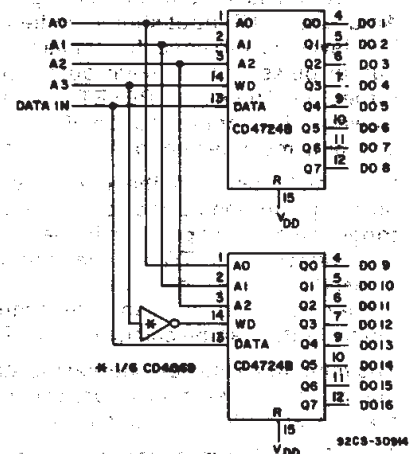 A0 1 A0 Q0 4 DO 1
A1 2 A1 Q1 5 DO 2
A2 3 A2 Q2 6 DO 3
A3 14 WD Q3 7 DO 4
DATA IN 13 DATA Q4 9 DO 5
CD4724B Q5 10 DO 6
Q6 11 DO 7
Q7 12 DO 8
R
15
VDD
1 A0 Q0 4 DO 9
2 A1 Q1 5 DO 10
3 A2 Q2 6 DO 11
* 14 WD Q3 7 DO 12
13 DATA Q4 9 DO 13
* 1/6 CD4069 CD4724B Q5 10 DO 14
Q6 11 DO 15
Q7 12 DO 16
R
15
VDD
92CS-30914